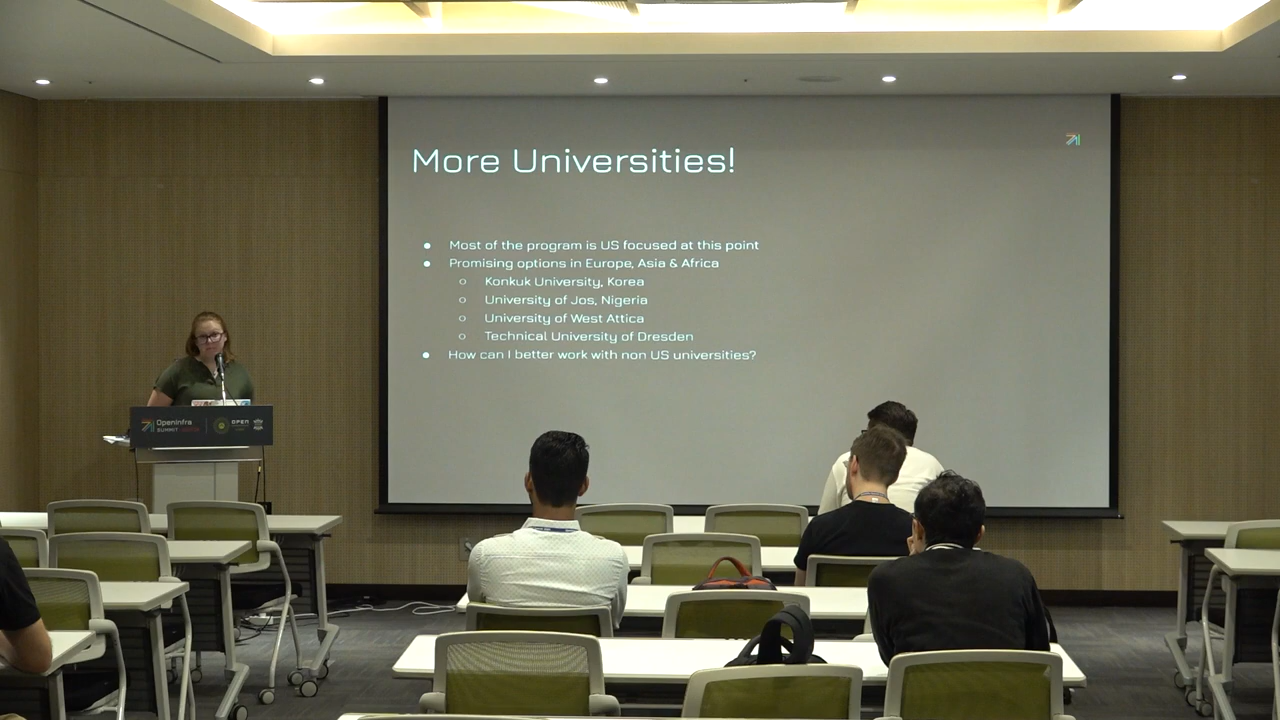 More Universities!
● Most of the program is US focused at this point
● Promising options in Europe, Asia & Africa
○ Konkuk University, Korea
○ University of Jos, Nigeria
○ University of West Attica
○ Technical University of Dresden
● How can I better work with non US universities?
OpenInfra
SUMMIT
OPEN